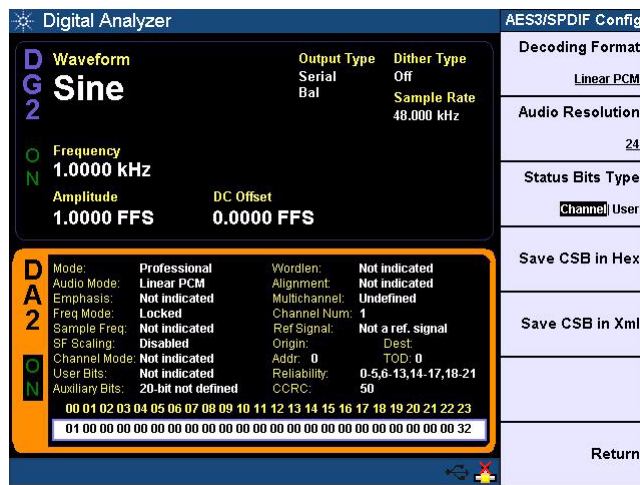 Digital Analyzer
AES3/SPDIF Config
DG2
ON
Waveform
Sine
Output Type
Serial
Bal
Dither Type
Off
Sample Rate
48.000 kHz
Frequency
1.0000 kHz
Amplitude
1.0000 FFS
DC Offset
0.0000 FFS
DA2
ON
Mode: Professional
Audio Mode: Linear PCM
Emphasis: Not indicated
Freq Mode: Locked
Sample Freq: Not indicated
SF Scaling: Disabled
Channel Mode: Not indicated
User Bits: Not indicated
Auxiliary Bits: 20-bit not defined
Wordlen: Not indicated
Alignment: Not indicated
Multichannel: Undefined
Channel Num: 1
Ref Signal: Not a ref. signal
Origin: Dest:
Addr: 0 TOD: 0
Reliability: 0-5,6-13,14-17,18-21
CCRC: 50
00 01 02 03 04 05 06 07 08 09 10 11 12 13 14 15 16 17 18 19 20 21 22 23
01 00 00 00 00 00 00 00 00 00 00 00 00 00 00 00 00 00 00 00 00 00 00 32
Decoding Format
Linear PCM
Audio Resolution
24
Status Bits Type
Channel| User
Save CSB in Hex
Save CSB in Xml
Return